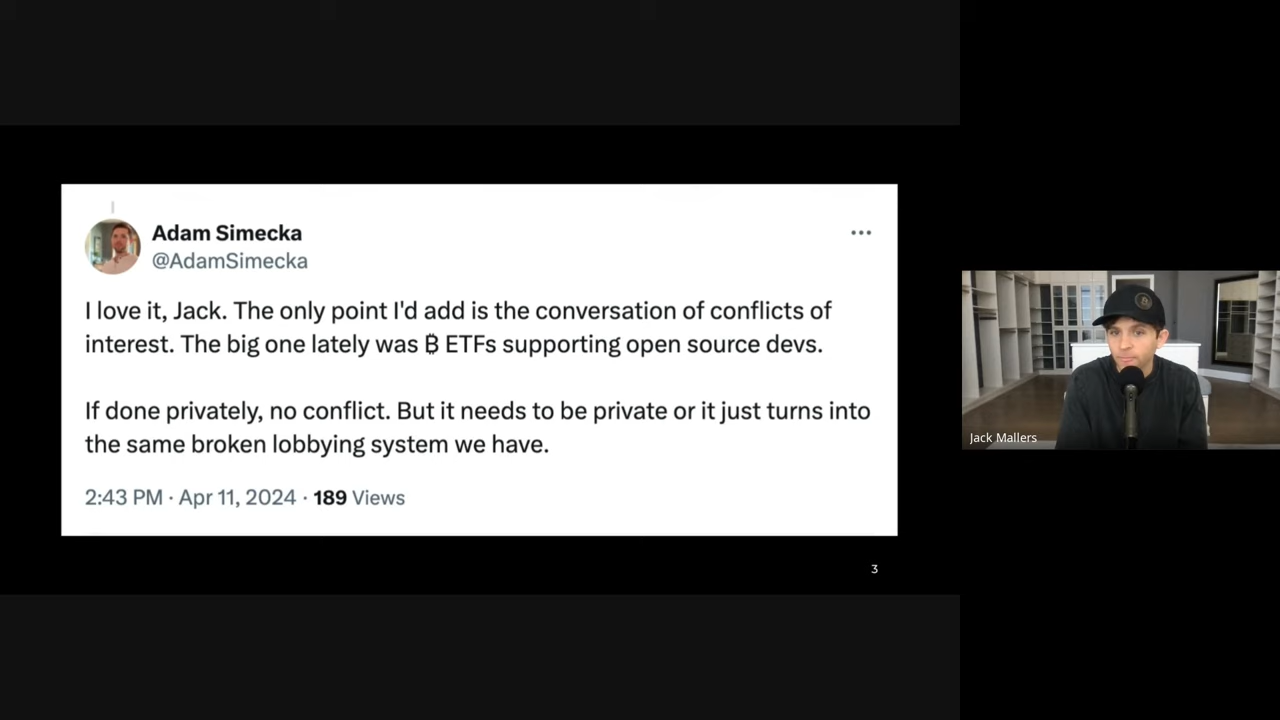 Adam Simecka
@AdamSimecka
I love it, Jack. The only point I'd add is the conversation of conflicts of
interest. The big one lately was ₿ ETFs supporting open source devs.
If done privately, no conflict. But it needs to be private or it just turns into
the same broken lobbying system we have.
2:43 PM · Apr 11, 2024 · 189 Views
3
Jack Mallers